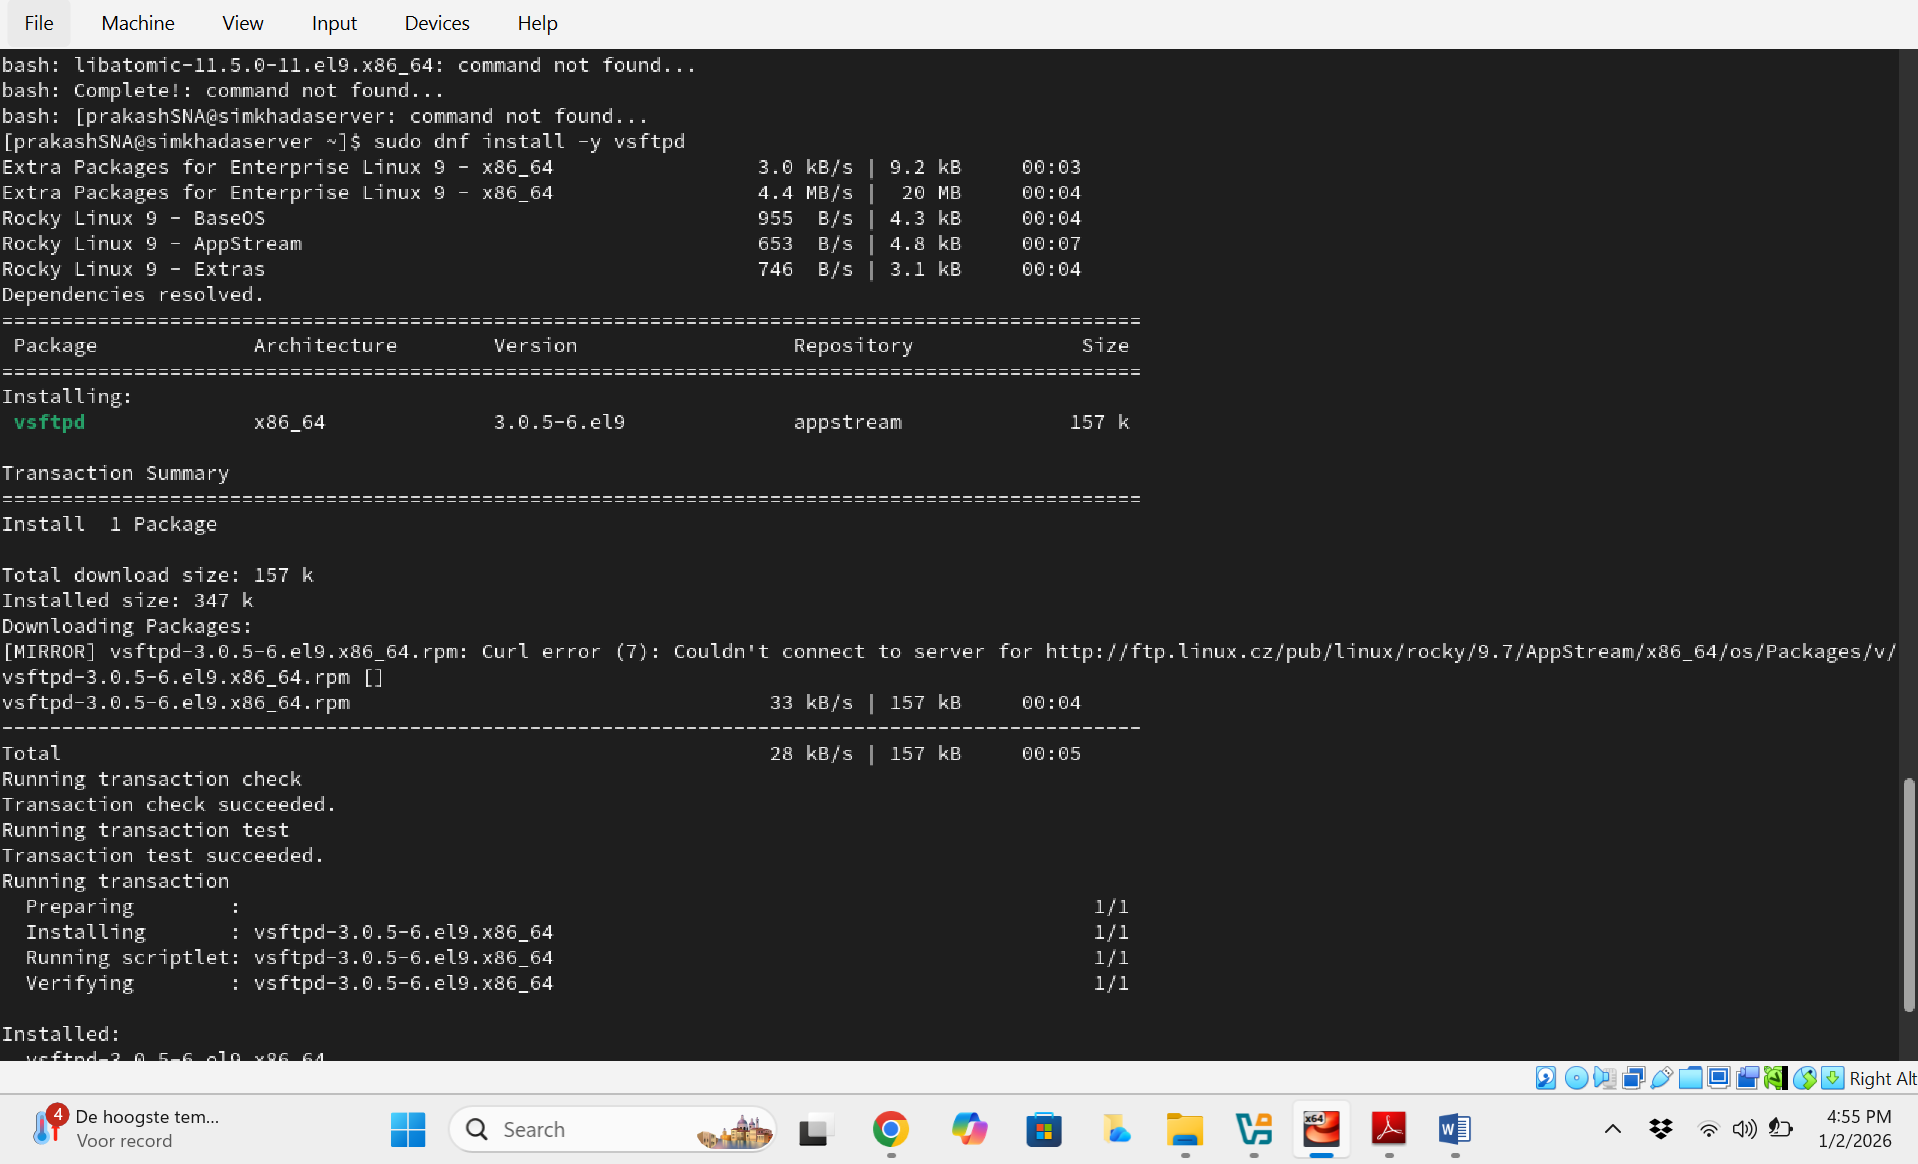 File Machine View Input Devices Help
bash: libatomic-11.5.0-11.el9.x86_64: command not found...
bash: Complete!: command not found...
bash: [prakashSNA@simkhadaserver: command not found...
[prakashSNA@simkhadaserver ~]$ sudo dnf install -y vsftpd
Extra Packages for Enterprise Linux 9 - x86_64 3.0 kB/s | 9.2 kB 00:03
Extra Packages for Enterprise Linux 9 - x86_64 4.4 MB/s | 20 MB 00:04
Rocky Linux 9 - BaseOS 955 B/s | 4.3 kB 00:04
Rocky Linux 9 - AppStream 653 B/s | 4.8 kB 00:07
Rocky Linux 9 - Extras 746 B/s | 3.1 kB 00:04
Dependencies resolved.
===============================================================================================
Package Architecture Version Repository Size
===============================================================================================
Installing:
vsftpd x86_64 3.0.5-6.el9 appstream 157 k

Transaction Summary
===============================================================================================
Install 1 Package

Total download size: 157 k
Installed size: 347 k
Downloading Packages:
[MIRROR] vsftpd-3.0.5-6.el9.x86_64.rpm: Curl error (7): Couldn't connect to server for http://ftp.linux.cz/pub/linux/rocky/9.7/AppStream/x86_64/os/Packages/v/
vsftpd-3.0.5-6.el9.x86_64.rpm []
vsftpd-3.0.5-6.el9.x86_64.rpm 33 kB/s | 157 kB 00:04
-----------------------------------------------------------------------------------------------
Total 28 kB/s | 157 kB 00:05
Running transaction check
Transaction check succeeded.
Running transaction test
Transaction test succeeded.
Running transaction
Preparing : 1/1
Installing : vsftpd-3.0.5-6.el9.x86_64 1/1
Running scriptlet: vsftpd-3.0.5-6.el9.x86_64 1/1
Verifying : vsftpd-3.0.5-6.el9.x86_64 1/1

Installed:
vsftpd-3.0.5-6.el9.x86_64
Right Alt
4
De hoogste tem...
Voor record
Search
x64
W
4:55 PM
1/2/2026